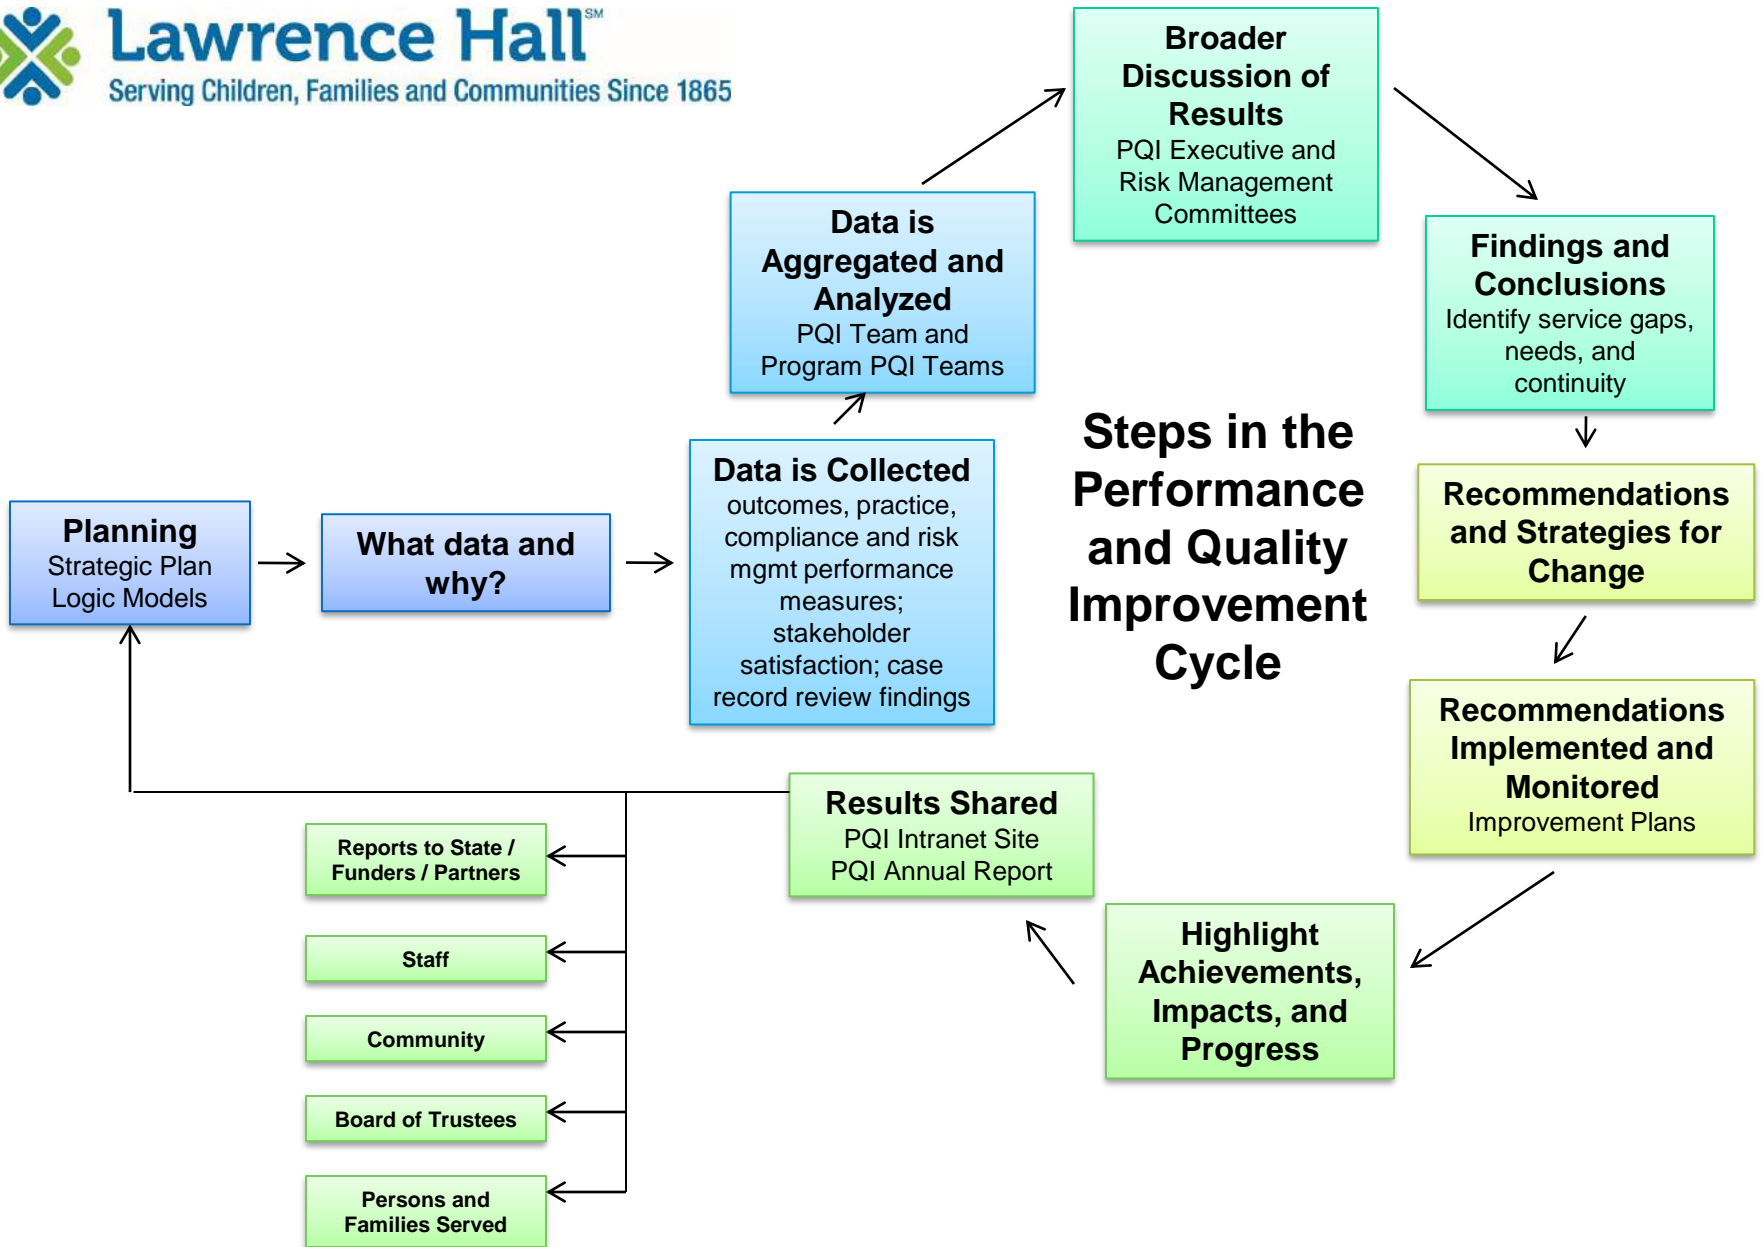 Lawrence Hall℠
Serving Children, Families and Communities Since 1865
Broader
Discussion of
Results
PQI Executive and
Risk Management
Committees
Data is
Aggregated and
Analyzed
PQI Team and
Program PQI Teams
Findings and
Conclusions
Identify service gaps,
needs, and
continuity
Steps in the
Performance
and Quality
Improvement
Cycle
Data is Collected
outcomes, practice,
compliance and risk
mgmt performance
measures;
stakeholder
satisfaction; case
record review findings
Planning
Strategic Plan
Logic Models
What data and
why?
Recommendations
and Strategies for
Change
Recommendations
Implemented and
Monitored
Improvement Plans
Results Shared
PQI Intranet Site
PQI Annual Report
Highlight
Achievements,
Impacts, and
Progress
Reports to State /
Funders / Partners
Staff
Community
Board of Trustees
Persons and
Families Served